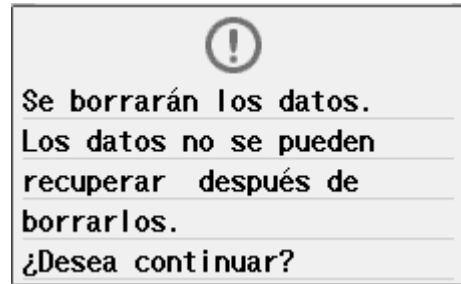 Se borrarán los datos.
Los datos no se pueden
recuperar  después de
borrarlos.
¿Desea continuar?